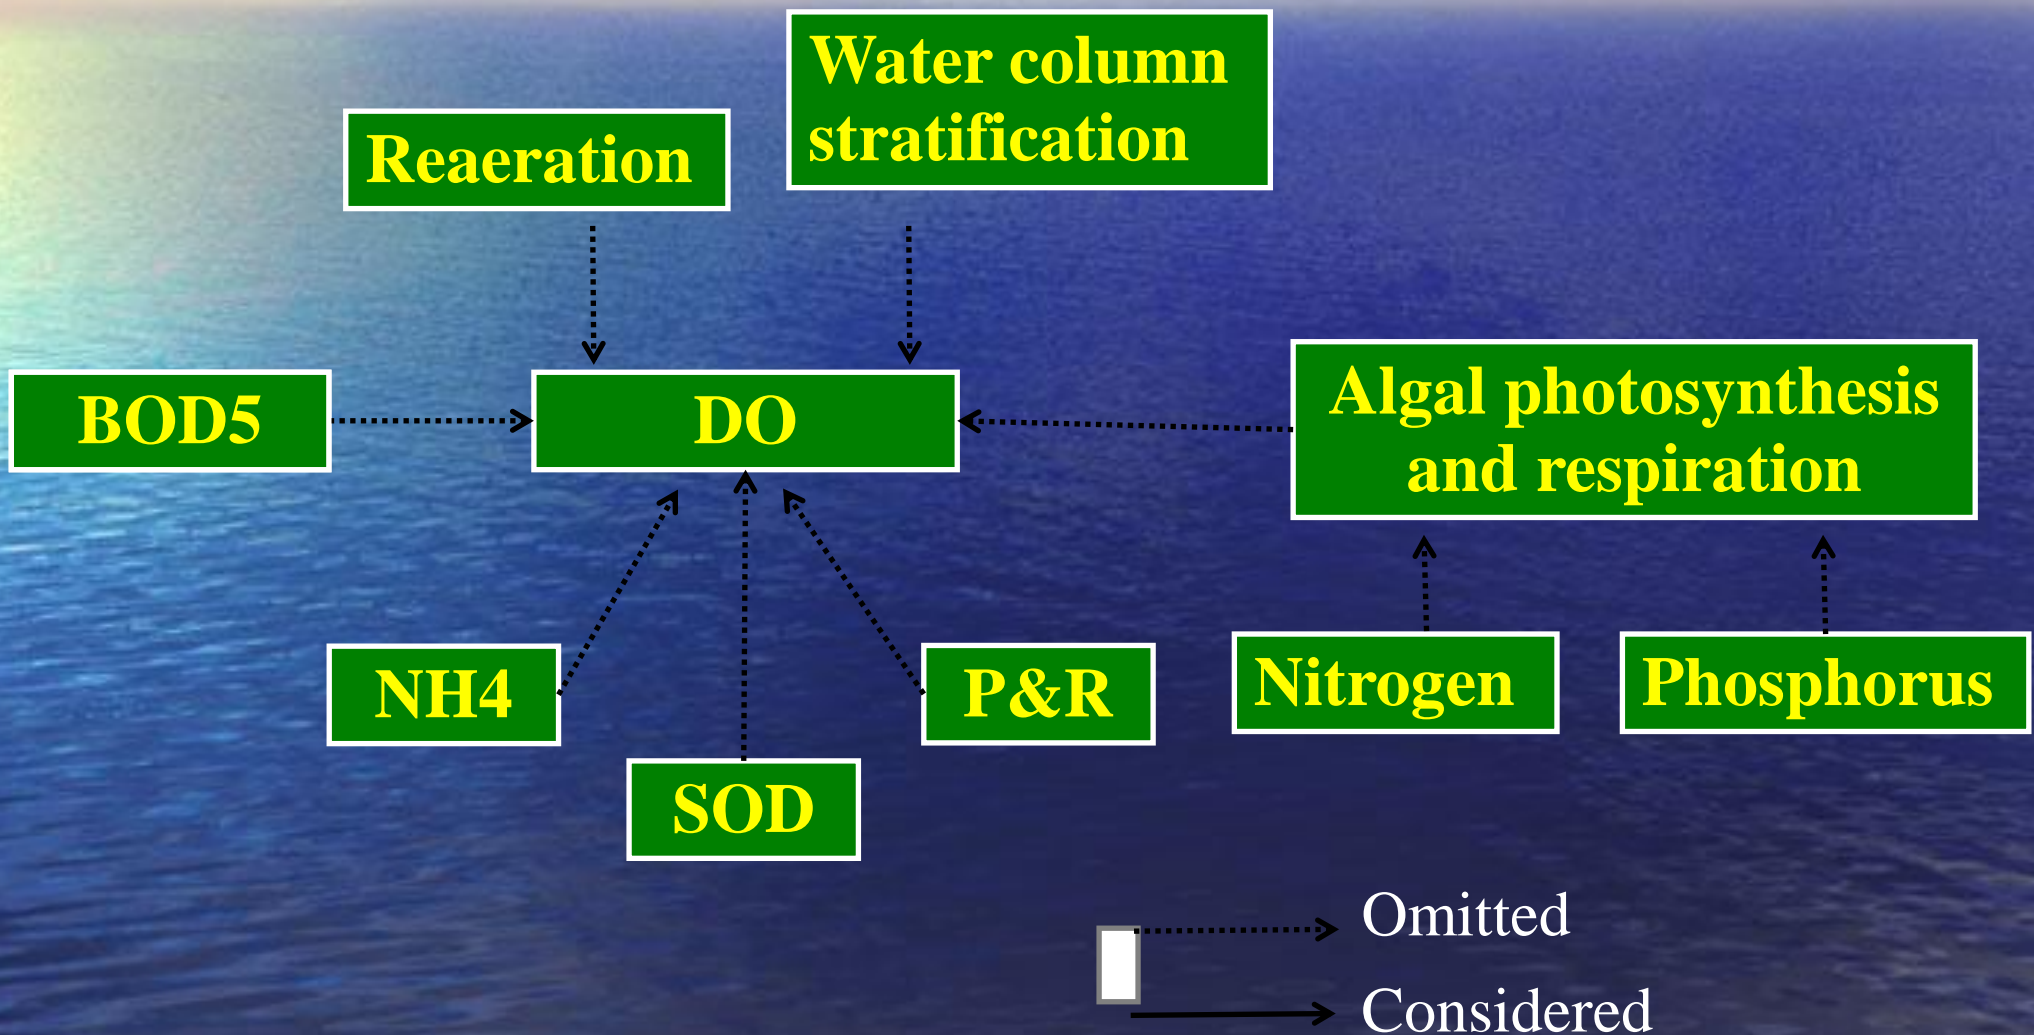 Water column
stratification
Reaeration
BOD5
DO
Algal photosynthesis
and respiration
NH4
P&R
Nitrogen
Phosphorus
SOD
Omitted
Considered